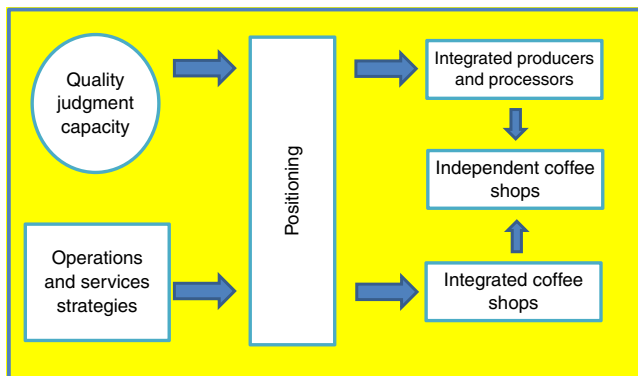 Quality
judgment
capacity
Operations
and services
strategies
Positioning
Integrated producers
and processors
Independent coffee
shops
Integrated coffee
shops